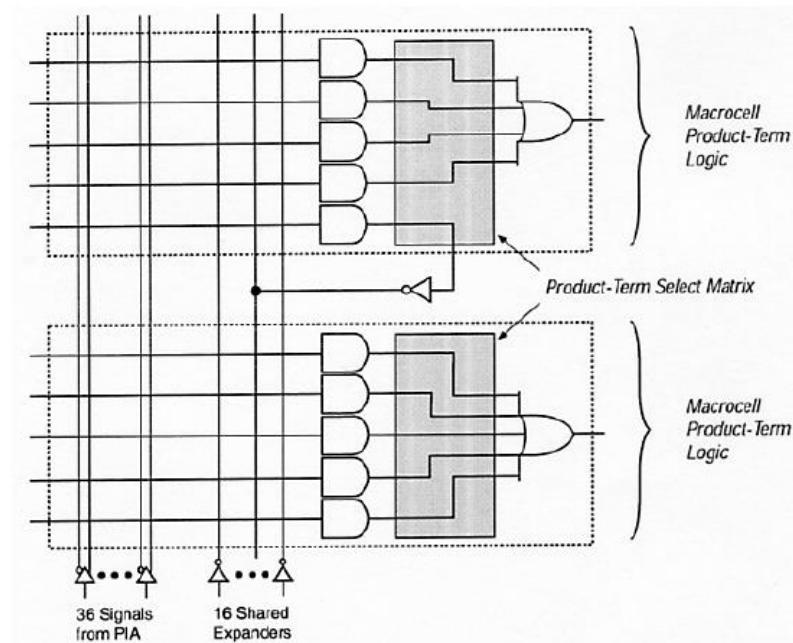 Macrocell
Product-Term
Logic
Product-Term Select Matrix
Macrocell
Product-Term
Logic
36 Signals
from PIA
16 Shared
Expanders